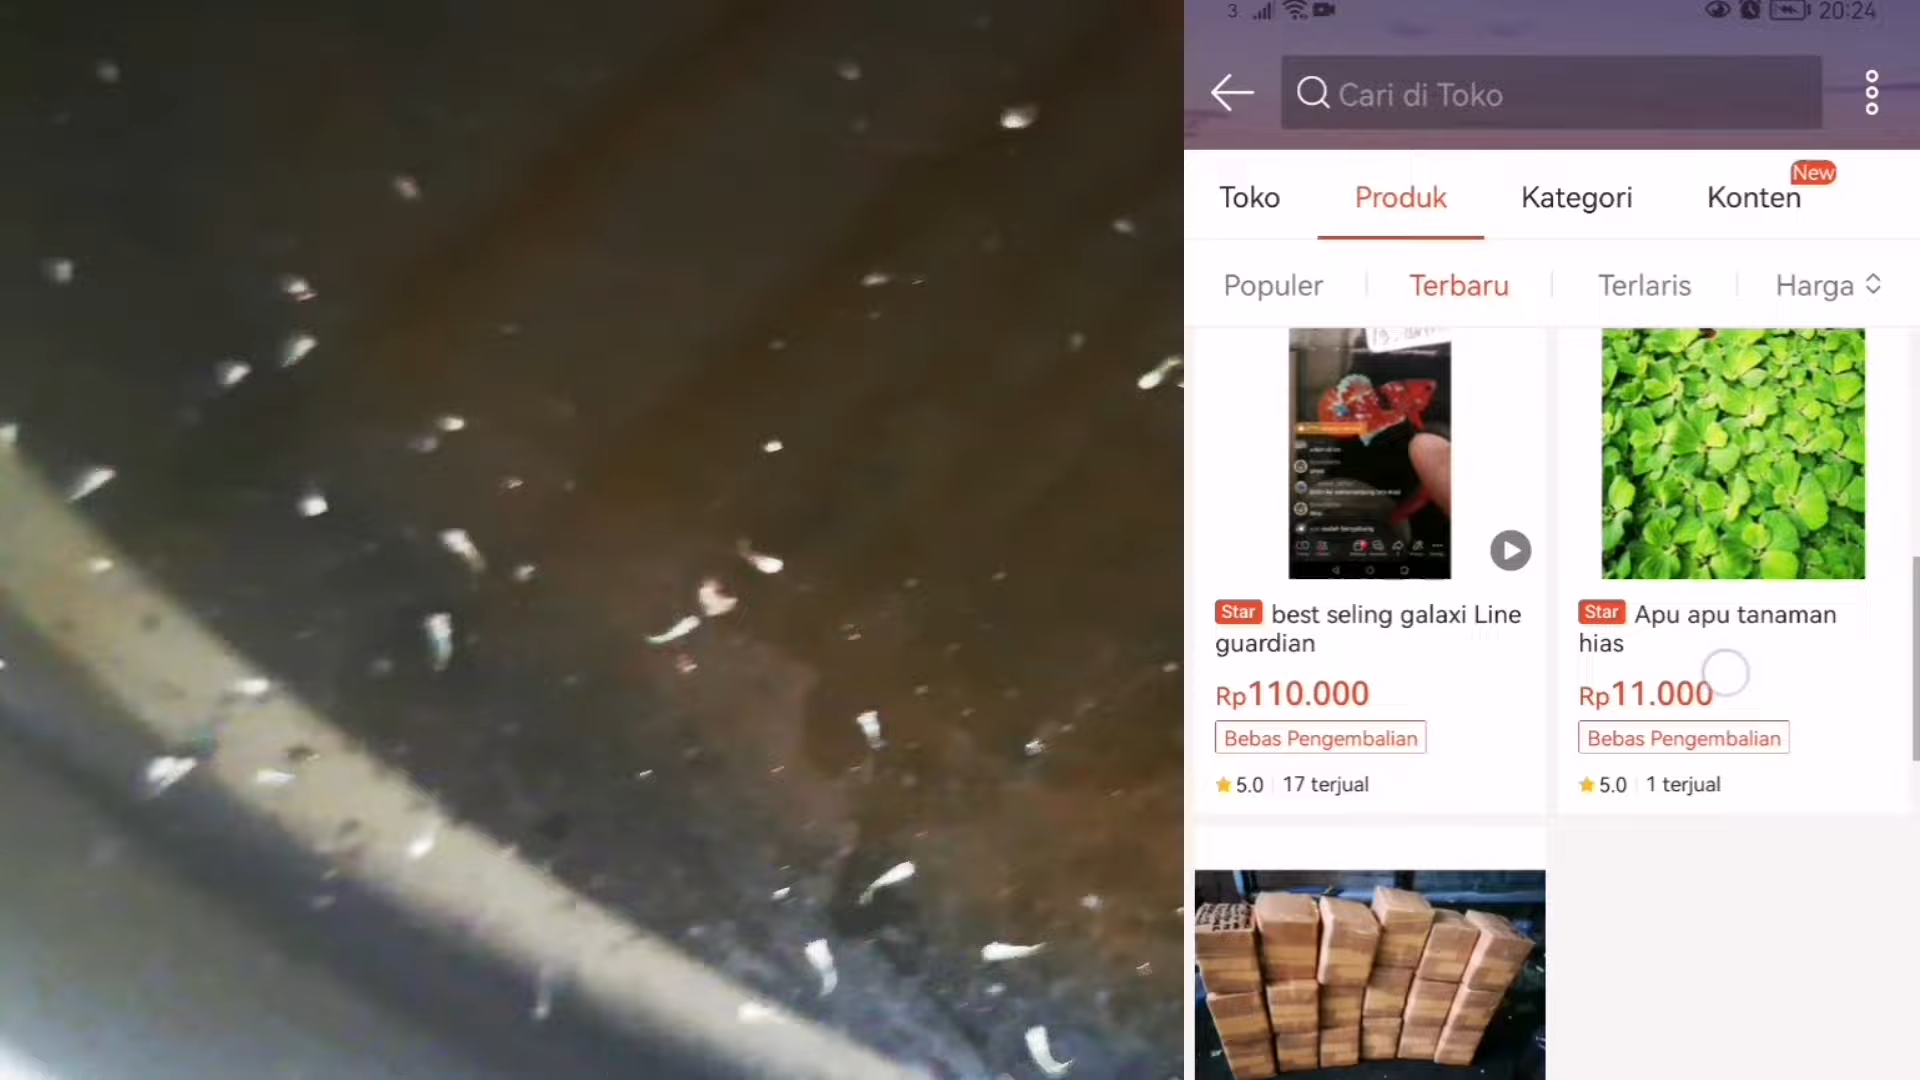 3
20:24
Cari di Toko
New
Toko Produk Kategori Konten
Populer Terbaru Terlaris Harga
Star best seling galaxi Line
guardian
Rp110.000
Bebas Pengembalian
5.0 17 terjual
Star Apu apu tanaman
hias
Rp11.000
Bebas Pengembalian
5.0 1 terjual